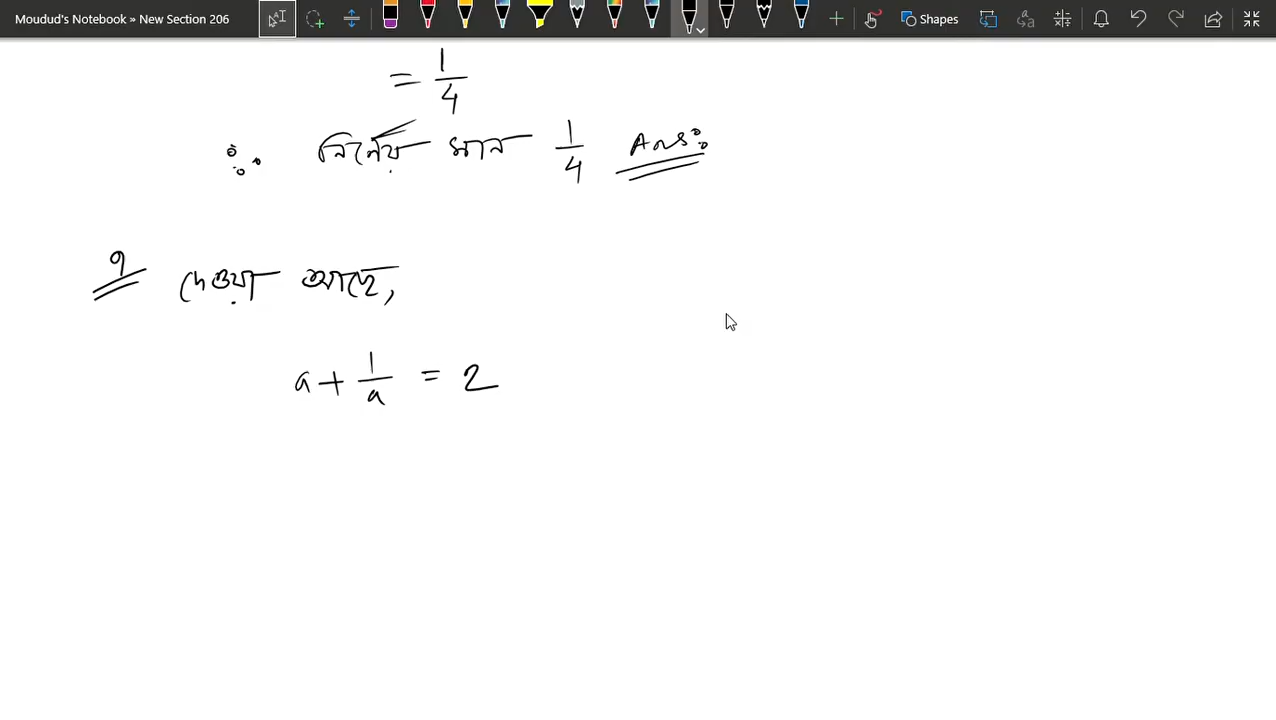 Moudud's Notebook » New Section 206
Shapes
= 1/4
∴ নির্ণেয় মান 1/4 Ans:
৭ দেওয়া আছে,
a + 1/a = 2